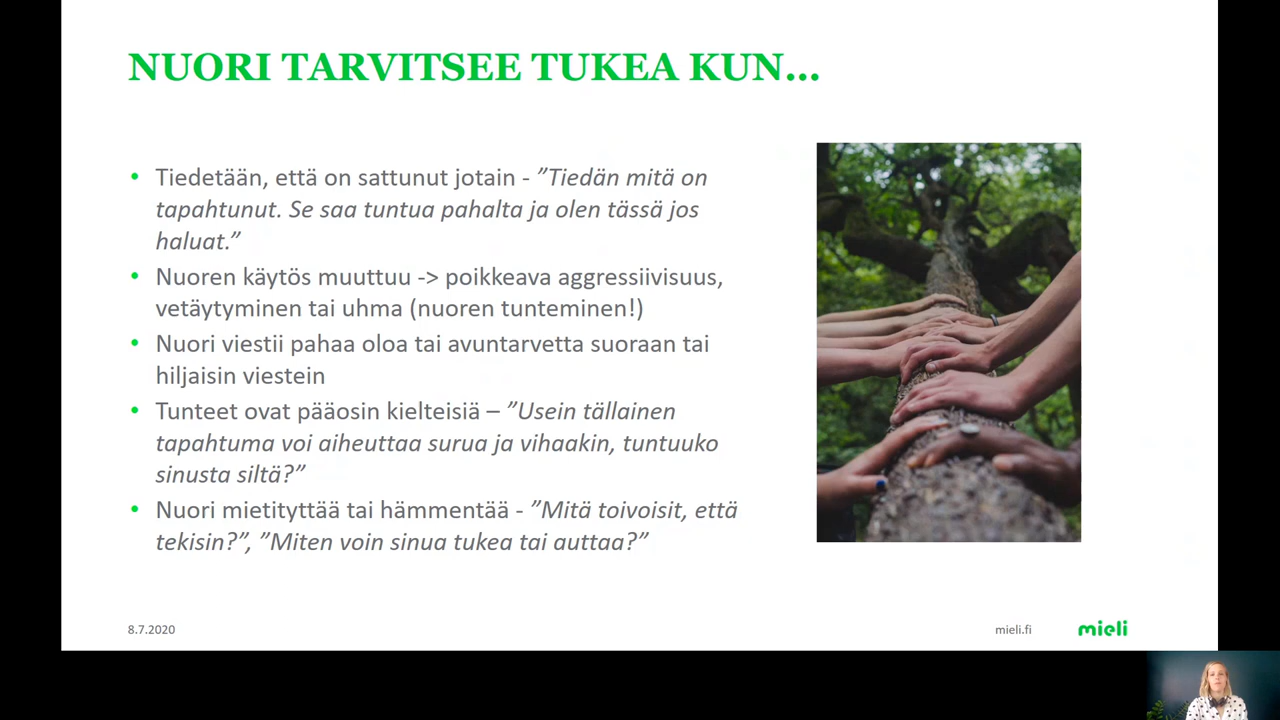 NUORI TARVITSEE TUKEA KUN...
• Tiedetään, että on sattunut jotain - ”Tiedän mitä on
tapahtunut. Se saa tuntua pahalta ja olen tässä jos
haluat.”
• Nuoren käytös muuttuu -> poikkeava aggressiivisuus,
vetäytyminen tai uhma (nuoren tunteminen!)
• Nuori viestii pahaa oloa tai avuntarvetta suoraan tai
hiljaisin viestein
• Tunteet ovat pääosin kielteisiä – ”Usein tällainen
tapahtuma voi aiheuttaa surua ja vihaakin, tuntuuko
sinusta siltä?”
• Nuori mietityttää tai hämmentää - ”Mitä toivoisit, että
tekisin?”, ”Miten voin sinua tukea tai auttaa?”
8.7.2020
mieli.fi
mieli